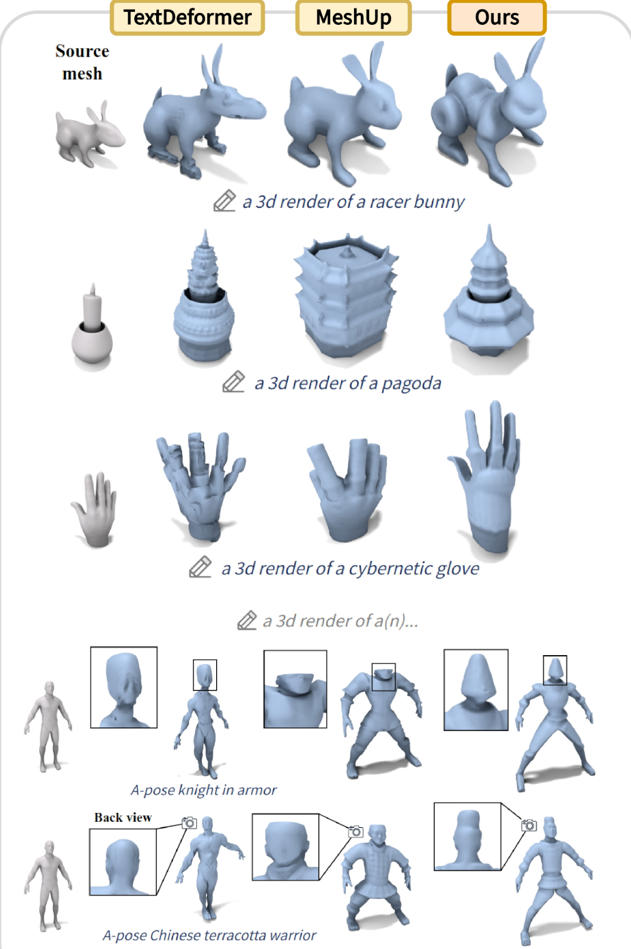 TextDeformer MeshUp Ours
Source
mesh
a 3d render of a racer bunny
a 3d render of a pagoda
a 3d render of a cybernetic glove
a 3d render of a(n)...
A-pose knight in armor
Back view
A-pose Chinese terracotta warrior